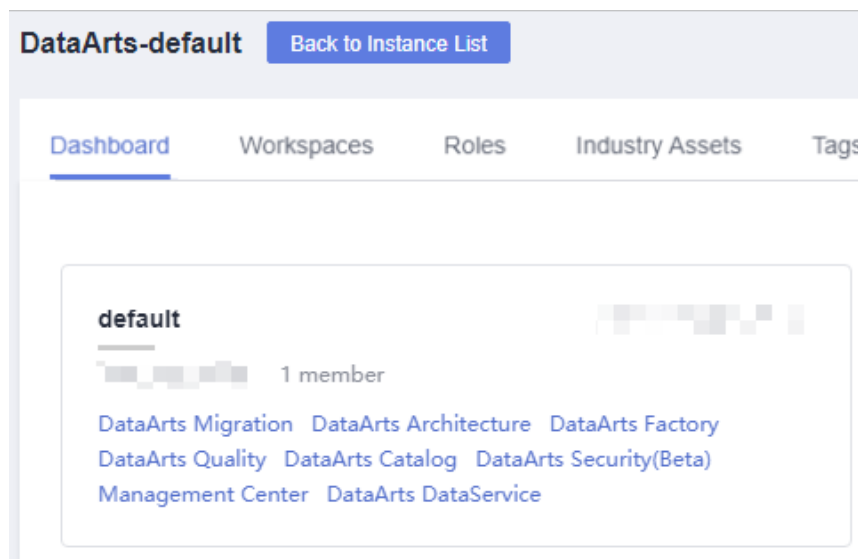 DataArts-default Back to Instance List
Dashboard Workspaces Roles Industry Assets Tags
default
1 member
DataArts Migration DataArts Architecture DataArts Factory
DataArts Quality DataArts Catalog DataArts Security(Beta)
Management Center DataArts DataService